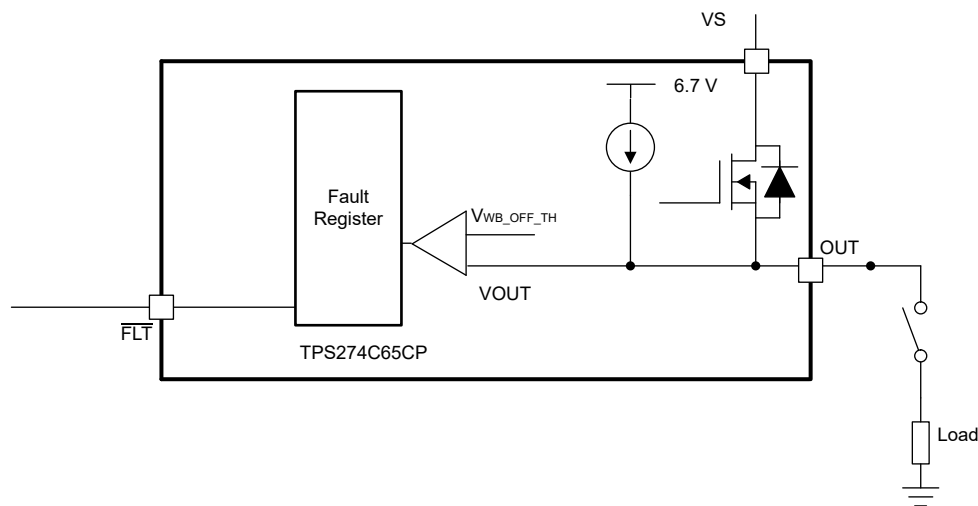 VS
6.7 V
Fault
Register
VWB_OFF_TH
OUT
VOUT
FLT
TPS274C65CP
Load